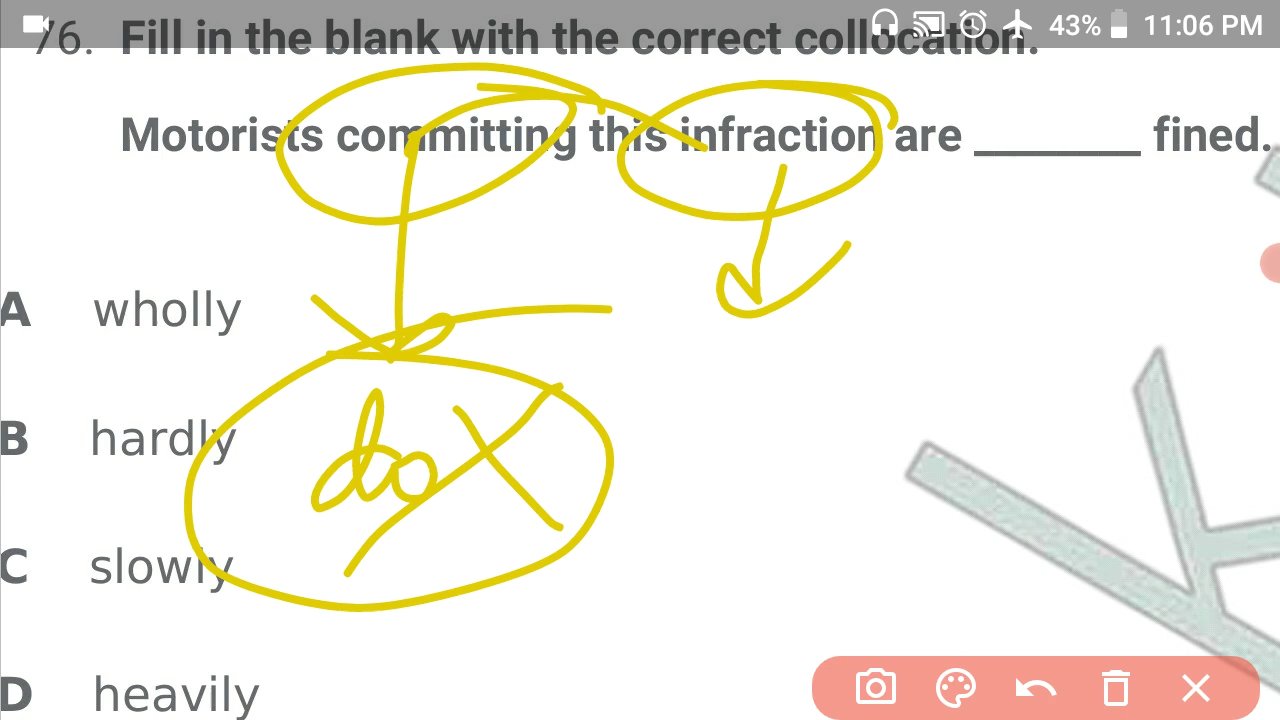 43% 11:06 PM
76. Fill in the blank with the correct collocation.
Motorists committing this infraction are ________ fined.
A wholly
B hardly
do X
C slowly
D heavily